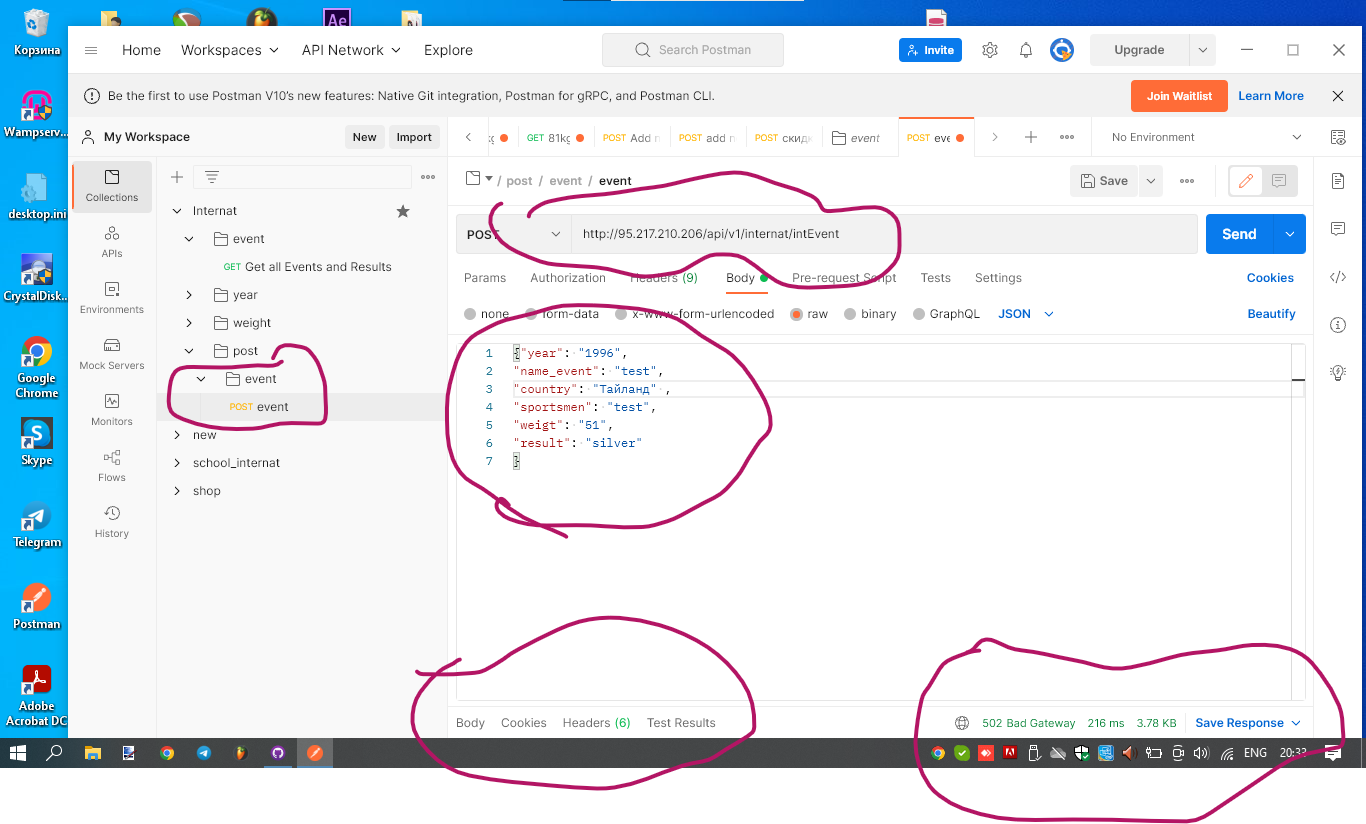 Корзина
Wampserv...
desktop.ini
CrystalDisk...
Google
Chrome
Skype
Telegram
Postman
Adobe
Acrobat DC
Ae
Home Workspaces API Network Explore
Search Postman
Invite
Upgrade
Be the first to use Postman V10's new features: Native Git integration, Postman for gRPC, and Postman CLI.
Join Waitlist Learn More
My Workspace New Import
GET 81kg POST Add n POST add n POST скид event POST eve
No Environment
Collections
APIs
Environments
Mock Servers
Monitors
Flows
History
Internat
event
GET Get all Events and Results
year
weight
post
event
POST event
new
school_internat
shop
/ post / event / event
Save
POST http://95.217.210.206/api/v1/internat/intEvent
Send
Params Authorization Headers (9) Body Pre-request Script Tests Settings Cookies
none form-data x-www-form-urlencoded raw binary GraphQL JSON Beautify
1 {"year": "1996",
2 "name_event": "test",
3 "country": "Тайланд" ,
4 "sportsmen": "test",
5 "weigt": "51",
6 "result": "silver"
7 }
Body Cookies Headers (6) Test Results
502 Bad Gateway 216 ms 3.78 KB Save Response
ENG 20:32